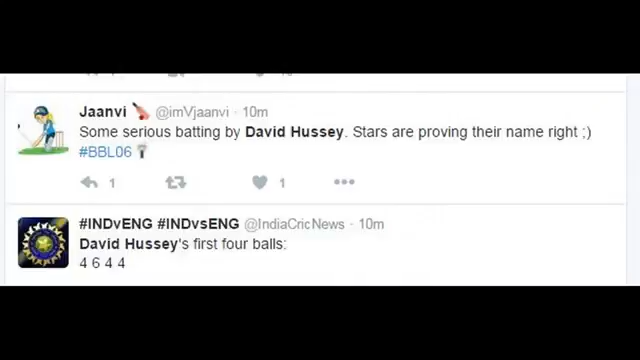 Jaanvi @imVjaanvi · 10m
Some serious batting by David Hussey. Stars are proving their name right ;)
#BBL06
1 1
#INDvENG #INDvsENG @IndiaCricNews · 10m
David Hussey's first four balls:
4 6 4 4